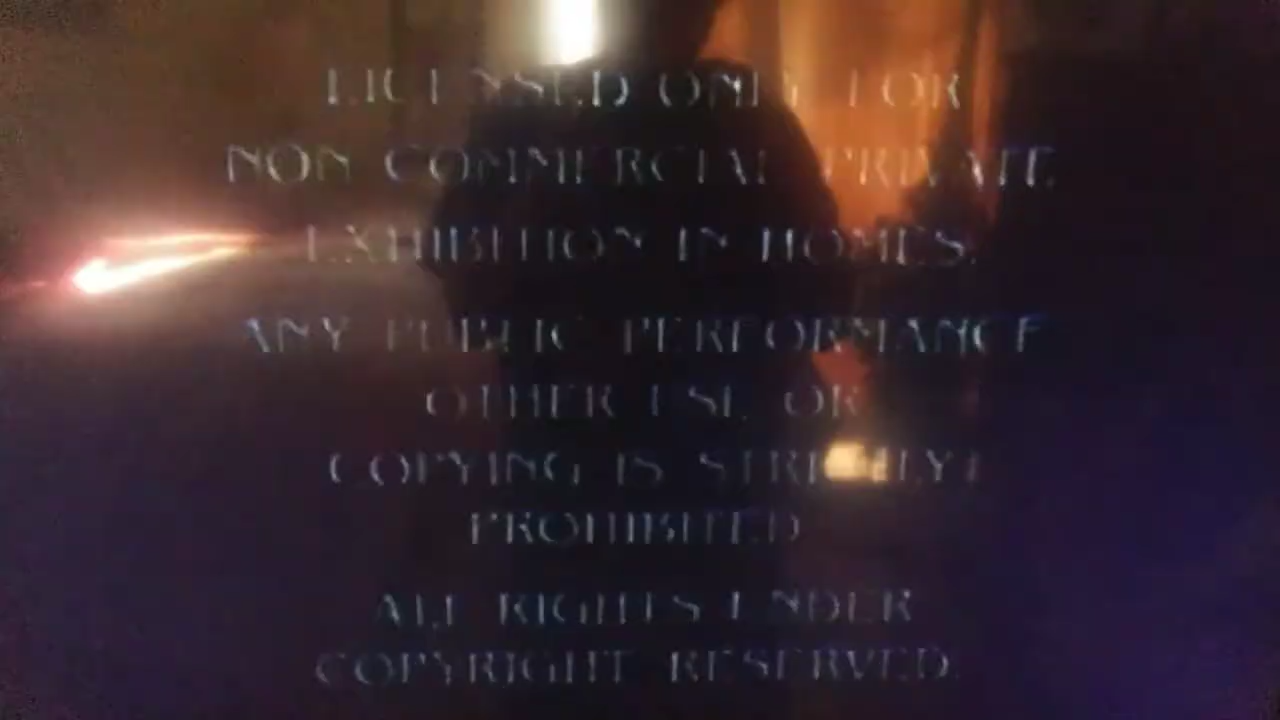 LICENSED ONLY FOR
NON COMMERCIAL PRIVATE
EXHIBITION IN HOMES.
ANY PUBLIC PERFORMANCE
OTHER USE OR
COPYING IS STRICTLY
PROHIBITED
ALL RIGHTS UNDER
COPYRIGHT RESERVED.